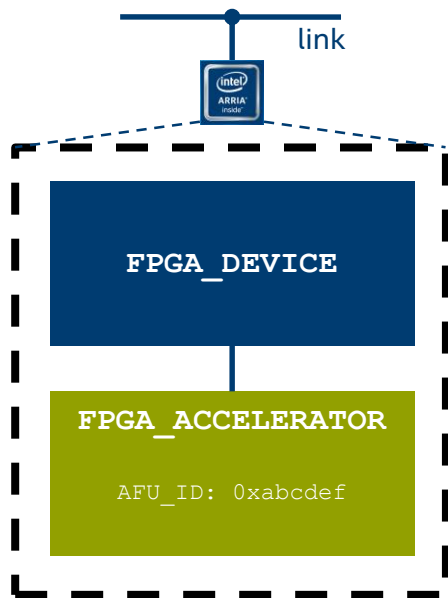 link
intel
ARRIA
inside
FPGA_DEVICE
FPGA_ACCELERATOR
AFU_ID: 0xabcdef